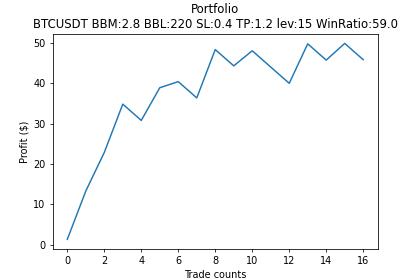 Portfolio
BTCUSDT BBM:2.8 BBL:220 SL:0.4 TP:1.2 lev:15 WinRatio:59.0
50
40
30
20
10
0
Profit ($)
0 2 4 6 8 10 12 14 16
Trade counts